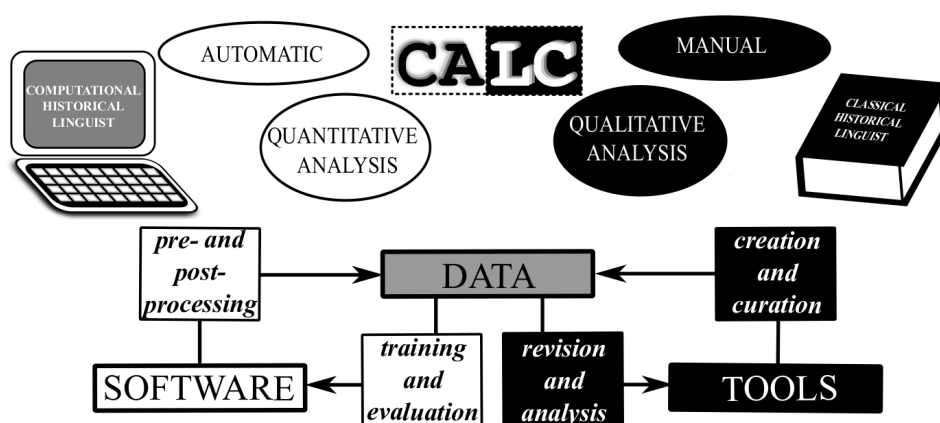 AUTOMATIC
CALC
MANUAL
COMPUTATIONAL
HISTORICAL
LINGUIST
QUANTITATIVE
ANALYSIS
QUALITATIVE
ANALYSIS
CLASSICAL
HISTORICAL
LINGUIST
pre- and
post-
processing
DATA
creation
and
curation
training
and
evaluation
revision
and
analysis
SOFTWARE
TOOLS